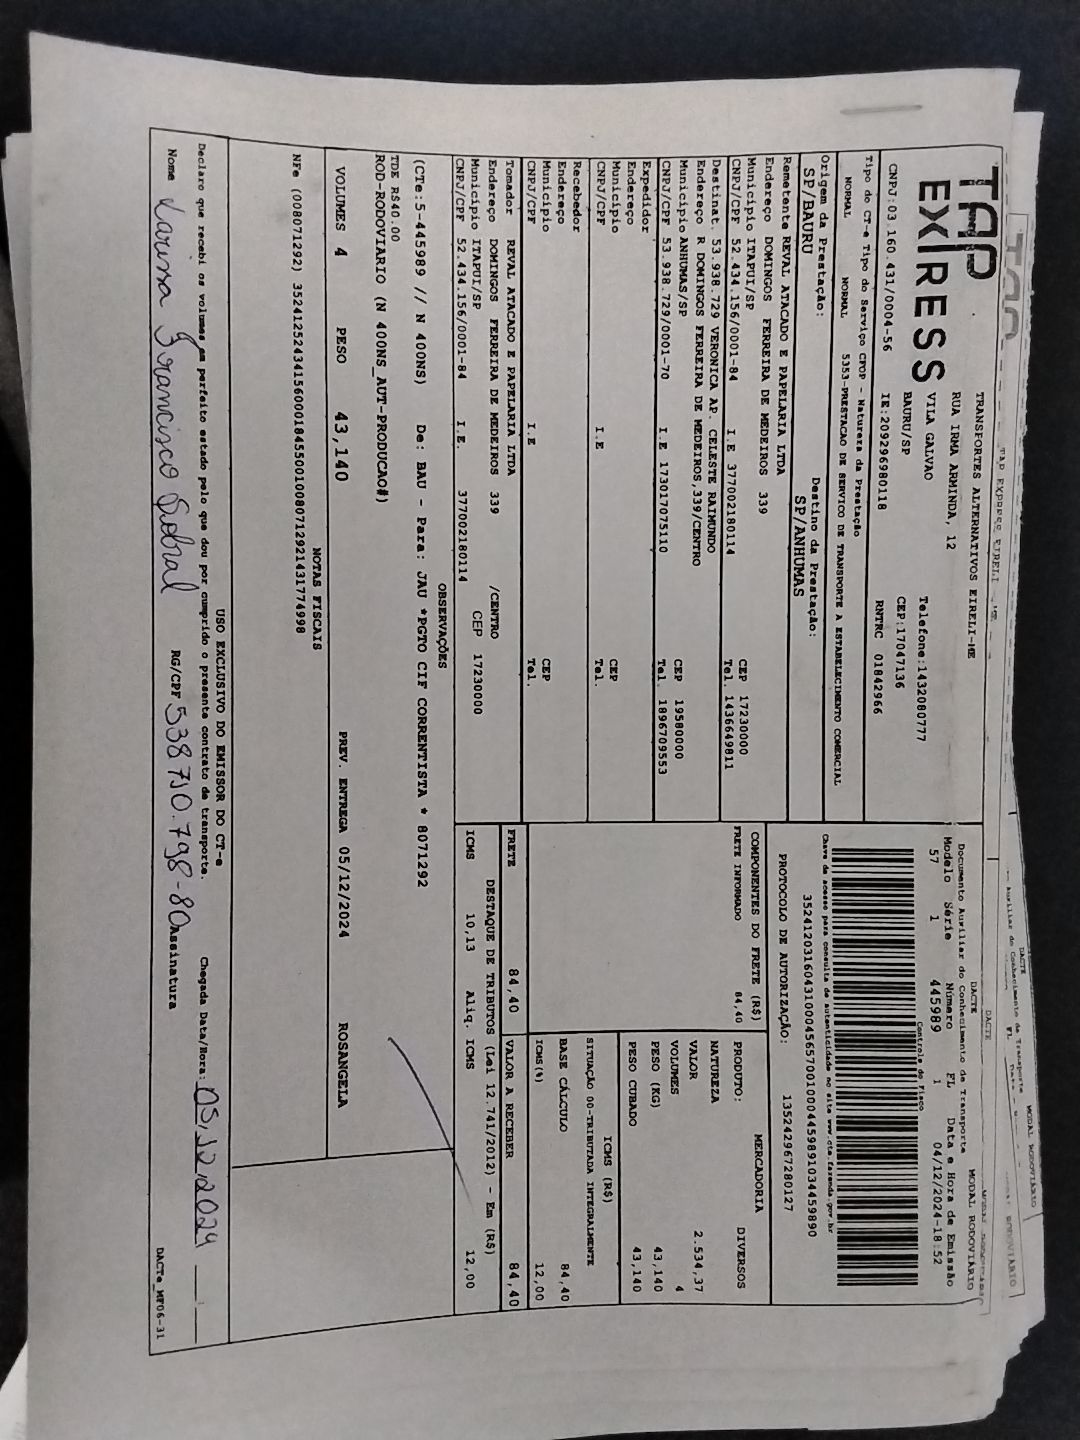 TAP
EXPRESS
TRANSPORTES ALTERNATIVOS EIRELI-ME
RUA IRMA ARMINDA, 12
VILA GALVAO
BAURU/SP
Telefone:1432080777
CEP:17047136
CNPJ:03.160.431/0004-56
IE:209296980118
RNTRC 01842966
DACTE
MODAL RODOVIÁRIO
Documento Auxiliar do Conhecimento de Transporte
Modelo Série Número FL Data e Hora de Emissão
57 1 445989 1 04/12/2024-18:52
Controle do Fisco
Chave de acesso para consulta de autenticidade no site www.cte.fazenda.gov.br
35241203160431000456570010004459891034459890
PROTOCOLO DE AUTORIZAÇÃO: 135242967280127
Tipo do CT-e Tipo do Serviço CFOP - Natureza da Prestação
NORMAL NORMAL 5353-PRESTACAO DE SERVICO DE TRANSPORTE A ESTABELECIMENTO COMERCIAL
Origem da Prestação: Destino da Prestação:
SP/BAURU SP/ANHUMAS
Remetente REVAL ATACADO E PAPELARIA LTDA
Endereço DOMINGOS FERREIRA DE MEDEIROS 339
Município ITAPUI/SP CEP 17230000
CNPJ/CPF 52.434.156/0001-84 I.E 377002180114 Tel. 1436649811
Destinat. 53.938.729 VERONICA AP. CELESTE RAIMUNDO
Endereço R DOMINGOS FERREIRA DE MEDEIROS,339/CENTRO
Município ANHUMAS/SP CEP 19580000
CNPJ/CPF 53.938.729/0001-70 I.E 173017075110 Tel. 1896709553
Expedidor
Endereço
Município CEP
CNPJ/CPF I.E Tel.
Recebedor
Endereço
Município CEP
CNPJ/CPF I.E Tel.
Tomador REVAL ATACADO E PAPELARIA LTDA
Endereço DOMINGOS FERREIRA DE MEDEIROS 339 /CENTRO
Município ITAPUI/SP CEP 17230000
CNPJ/CPF 52.434.156/0001-84 I.E. 377002180114
COMPONENTES DO FRETE (R$)
FRETE INFORMADO 84,40
MERCADORIA
PRODUTO: DIVERSOS
NATUREZA
VALOR 2.534,37
VOLUMES 4
PESO (KG) 43,140
PESO CUBADO 43,140
ICMS (R$)
SITUAÇÃO 00-TRIBUTADA INTEGRALMENTE
BASE CÁLCULO 84,40
ICMS(%) 12,00
FRETE 84,40 VALOR A RECEBER 84,40
DESTAQUE DE TRIBUTOS (Lei 12.741/2012) - Em (R$)
ICMS 10,13 Aliq. ICMS 12,00
OBSERVAÇÕES
(CTe:5-445989 // N 400NS) De: BAU - Para: JAU *PGTO CIF CORRENTISTA * 8071292
TDE R$40.00
ROD-RODOVIARIO (N 400NS_AUT-PRODUCAO#)
VOLUMES 4 PESO 43,140 PREV. ENTREGA 05/12/2024 ROSANGELA
NOTAS FISCAIS
NFe (008071292) 35241252434156000184550010080712921431774998
USO EXCLUSIVO DO EMISSOR DO CT-e
Declaro que recebi os volumes em perfeito estado pelo que dou por cumprido o presente contrato de transporte. Chegada Data/Hora: 05,12,2024
Nome Larissa Francisco Sobral RG/CPF 538 750.798-80 Assinatura
DACTe_MF06-31